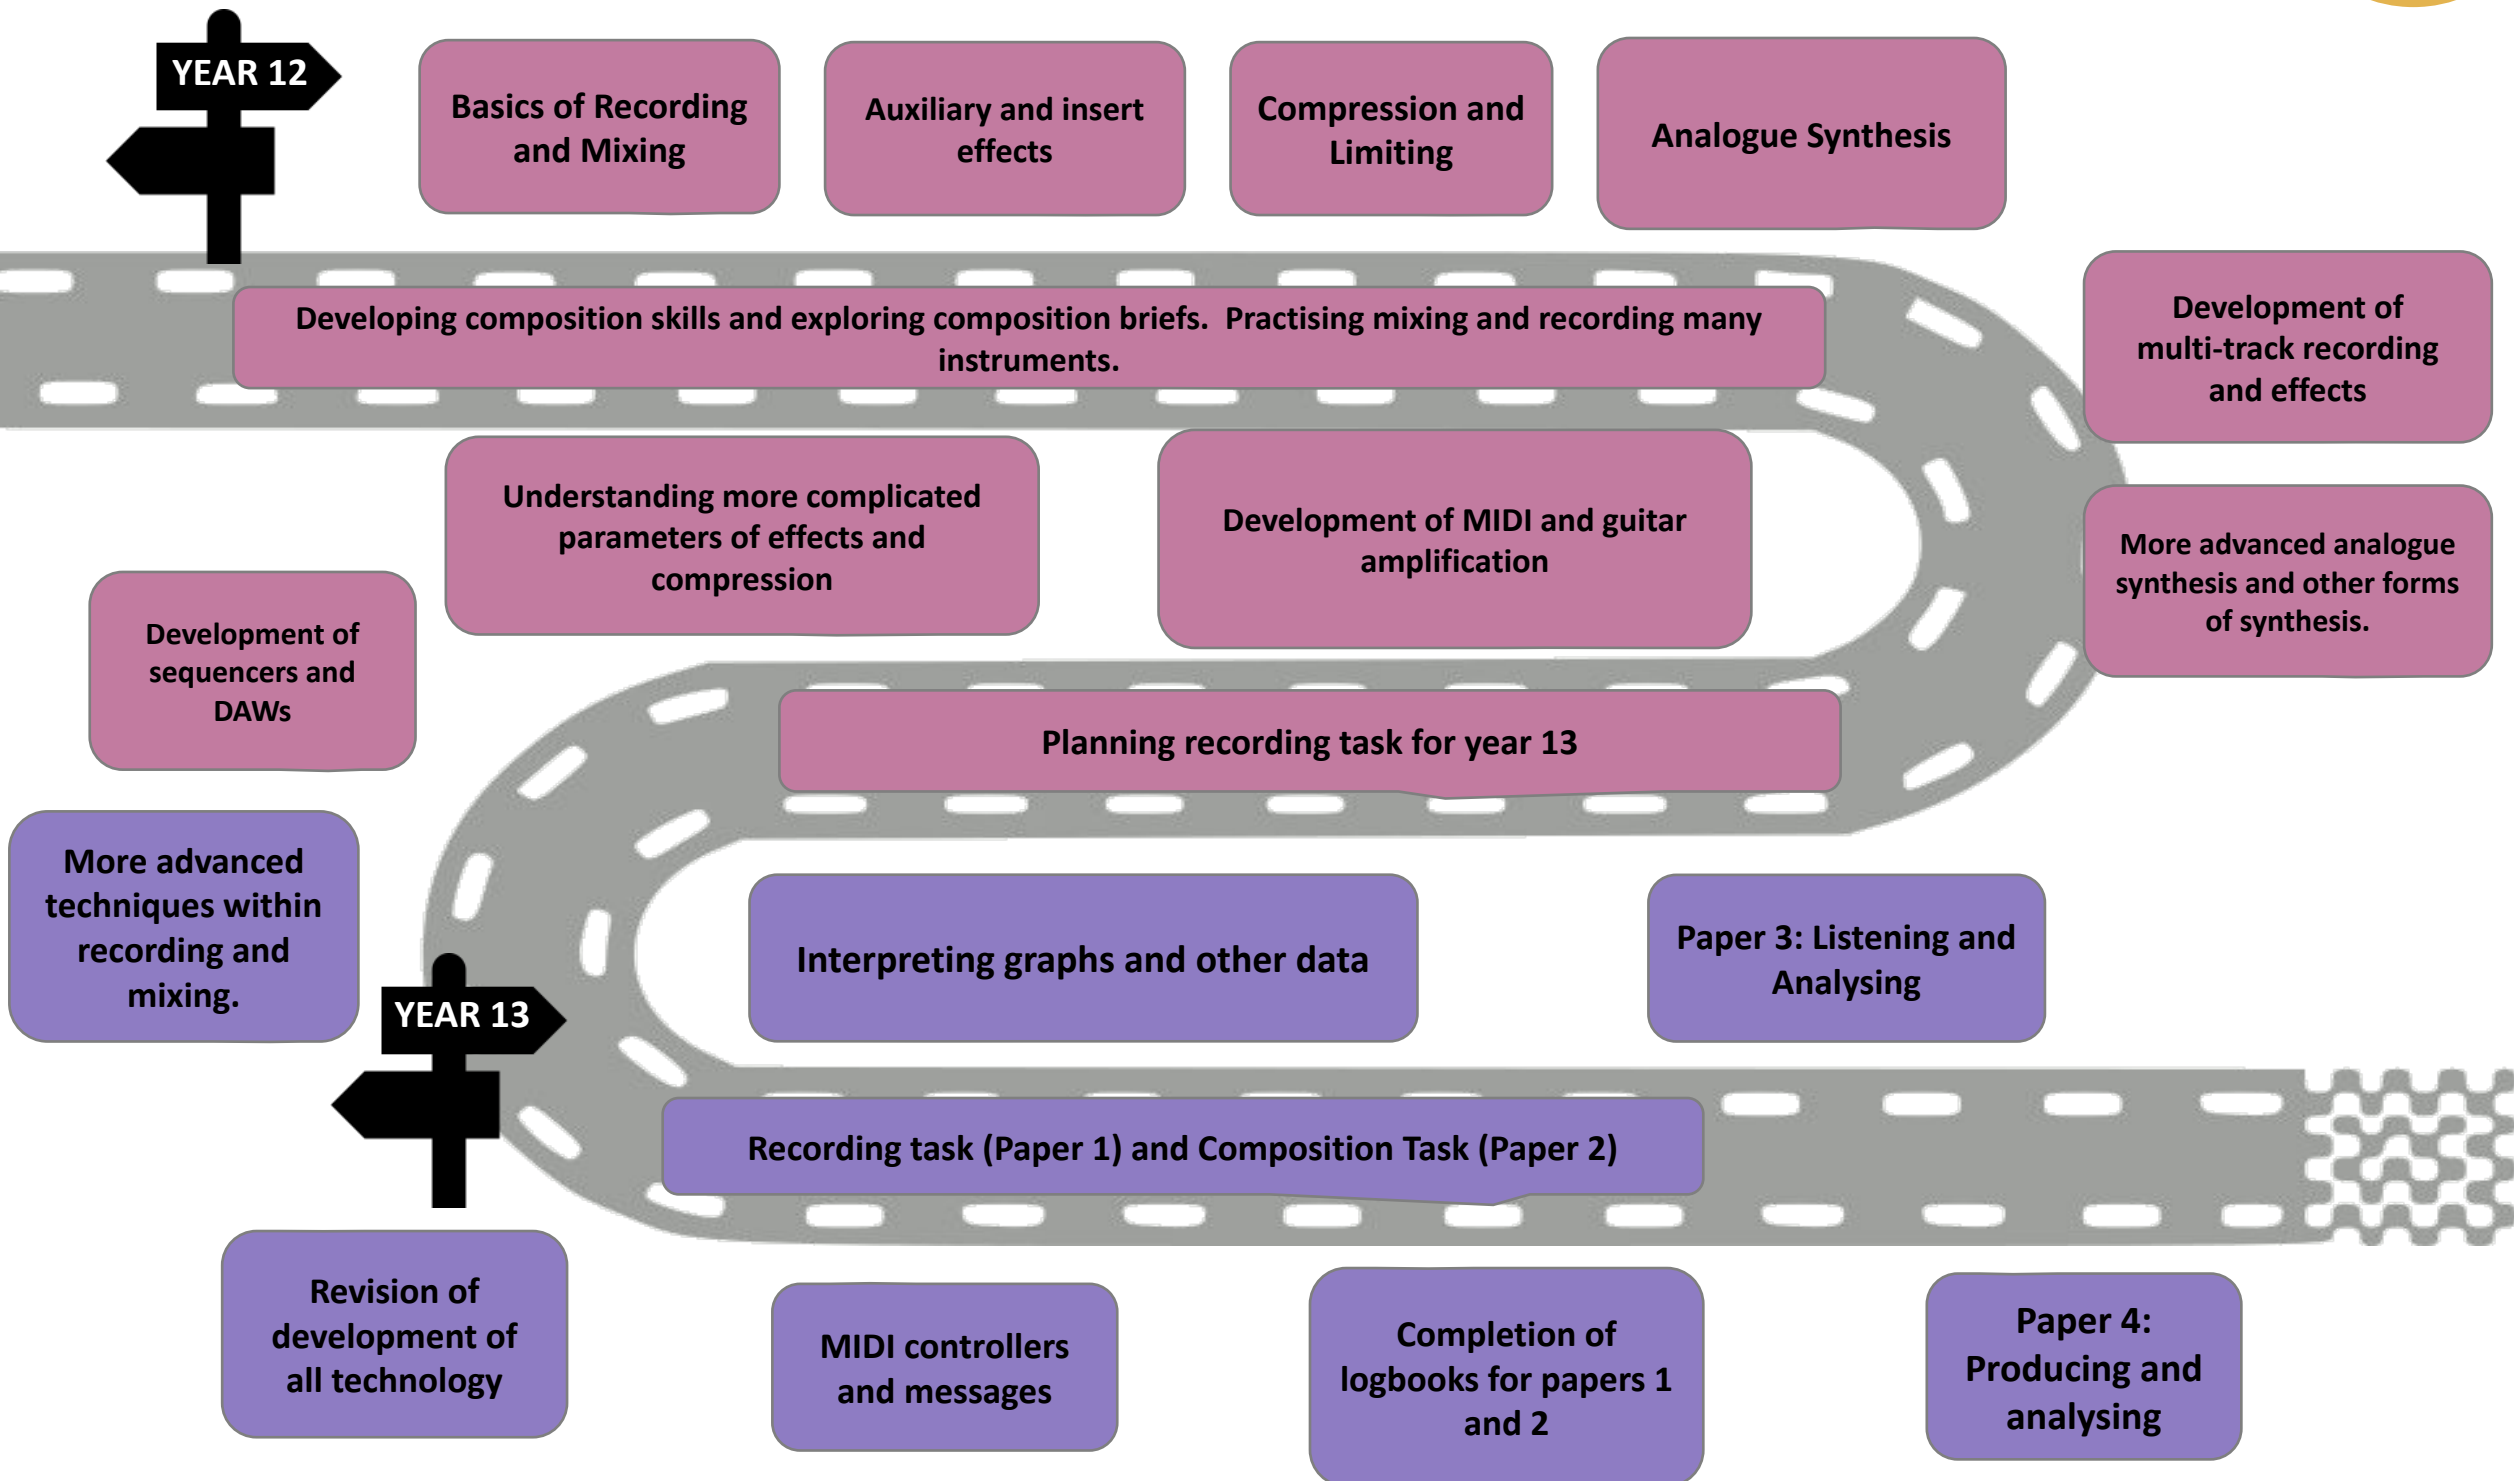 YEAR 12
Basics of Recording
and Mixing
Auxiliary and insert
effects
Compression and
Limiting
Analogue Synthesis
Developing composition skills and exploring composition briefs.  Practising mixing and recording many
instruments.
Development of
multi-track recording
and effects
Understanding more complicated
parameters of effects and
compression
Development of MIDI and guitar
amplification
More advanced analogue
synthesis and other forms
of synthesis.
Development of
sequencers and
DAWs
Planning recording task for year 13
More advanced
techniques within
recording and
mixing.
YEAR 13
Interpreting graphs and other data
Paper 3: Listening and
Analysing
Recording task (Paper 1) and Composition Task (Paper 2)
Revision of
development of
all technology
MIDI controllers
and messages
Completion of
logbooks for papers 1
and 2
Paper 4:
Producing and
analysing